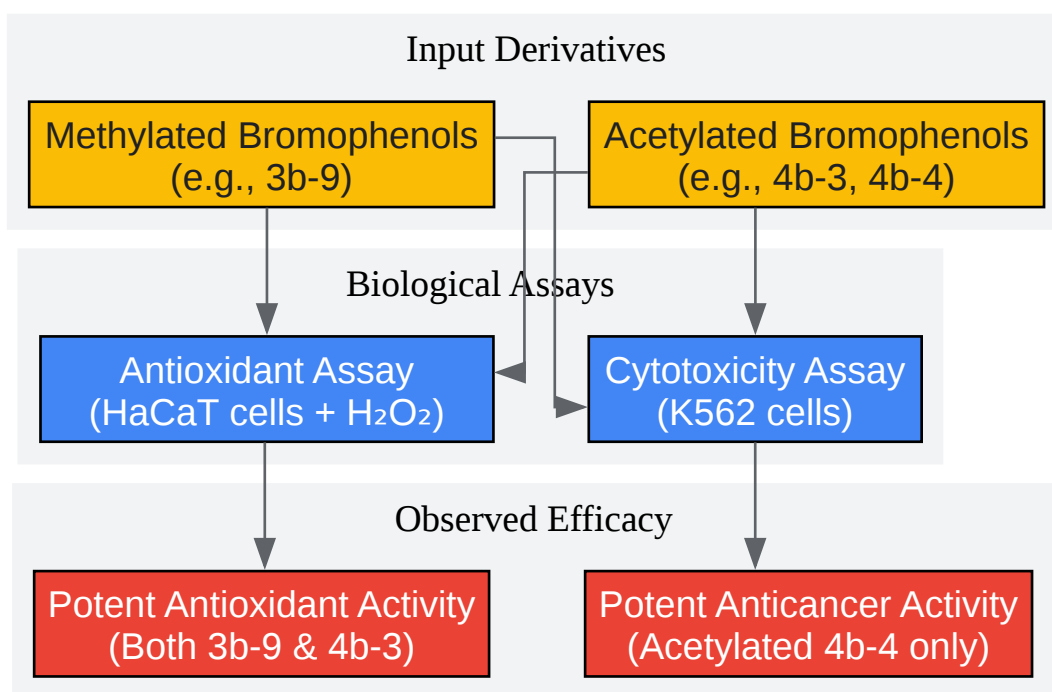 Input Derivatives
Methylated Bromophenols
(e.g., 3b-9)
Acetylated Bromophenols
(e.g., 4b-3, 4b-4)
Biological Assays
Antioxidant Assay
(HaCaT cells + H₂O₂)
Cytotoxicity Assay
(K562 cells)
Observed Efficacy
Potent Antioxidant Activity
(Both 3b-9 & 4b-3)
Potent Anticancer Activity
(Acetylated 4b-4 only)